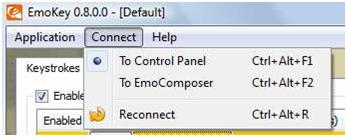 EmoKey 0.8.0.0 - [Default]
Application Connect Help
To Control Panel Ctrl+Alt+F1
Keystrokes
To EmoComposer Ctrl+Alt+F2
Enable
Reconnect Ctrl+Alt+R
Enabled